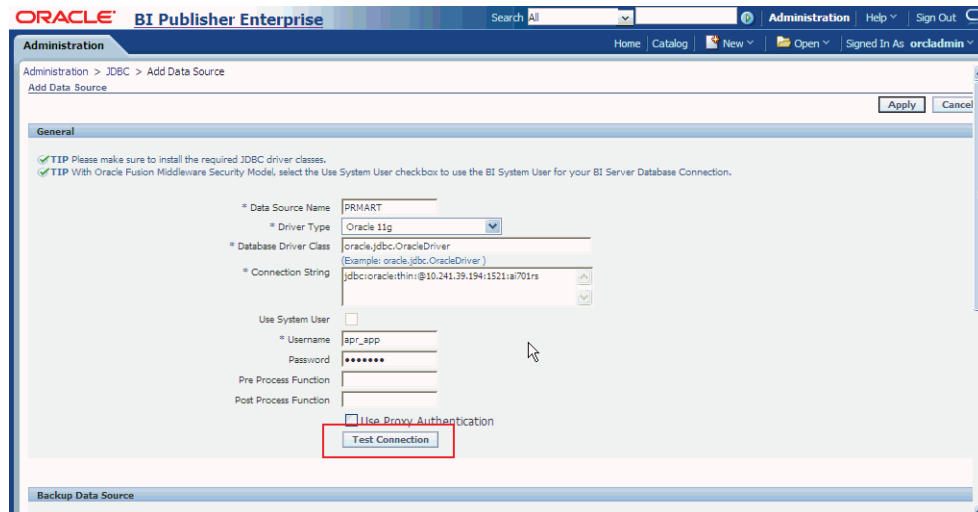 ORACLE BI Publisher Enterprise Search All Administration Help Sign Out
Administration Home Catalog New Open Signed In As orcladmin
Administration > JDBC > Add Data Source
Add Data Source
Apply Cancel
General
TIP Please make sure to install the required JDBC driver classes.
TIP With Oracle Fusion Middleware Security Model, select the Use System User checkbox to use the BI System User for your BI Server Database Connection.
* Data Source Name PRMART
* Driver Type Oracle 11g
* Database Driver Class oracle.jdbc.OracleDriver
(Example: oracle.jdbc.OracleDriver )
* Connection String jdbc:oracle:thin:@10.241.39.194:1521:ai701rs
Use System User
* Username apr_app
Password •••••••
Pre Process Function
Post Process Function
Use Proxy Authentication
Test Connection
Backup Data Source